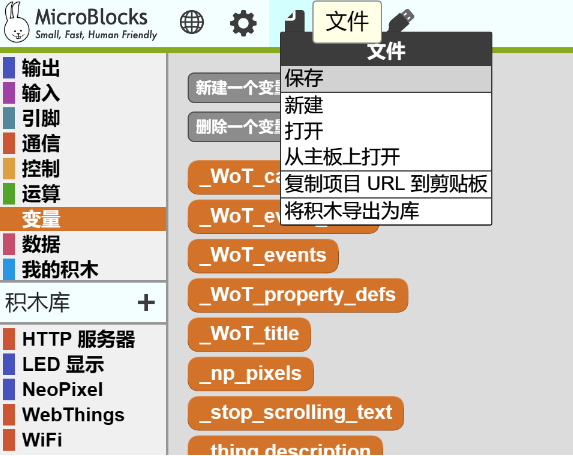 MicroBlocks
Small, Fast, Human Friendly
文件
文件
保存
新建
打开
从主板上打开
复制项目 URL 到剪贴板
将积木导出为库
输出
输入
引脚
通信
控制
运算
变量
数据
我的积木
积木库 +
HTTP 服务器
LED 显示
NeoPixel
WebThings
WiFi
新建一个变
删除一个变
_WoT_ca
_WoT_eve
_WoT_events
_WoT_property_defs
_WoT_title
_np_pixels
_stop_scrolling_text
_thing description